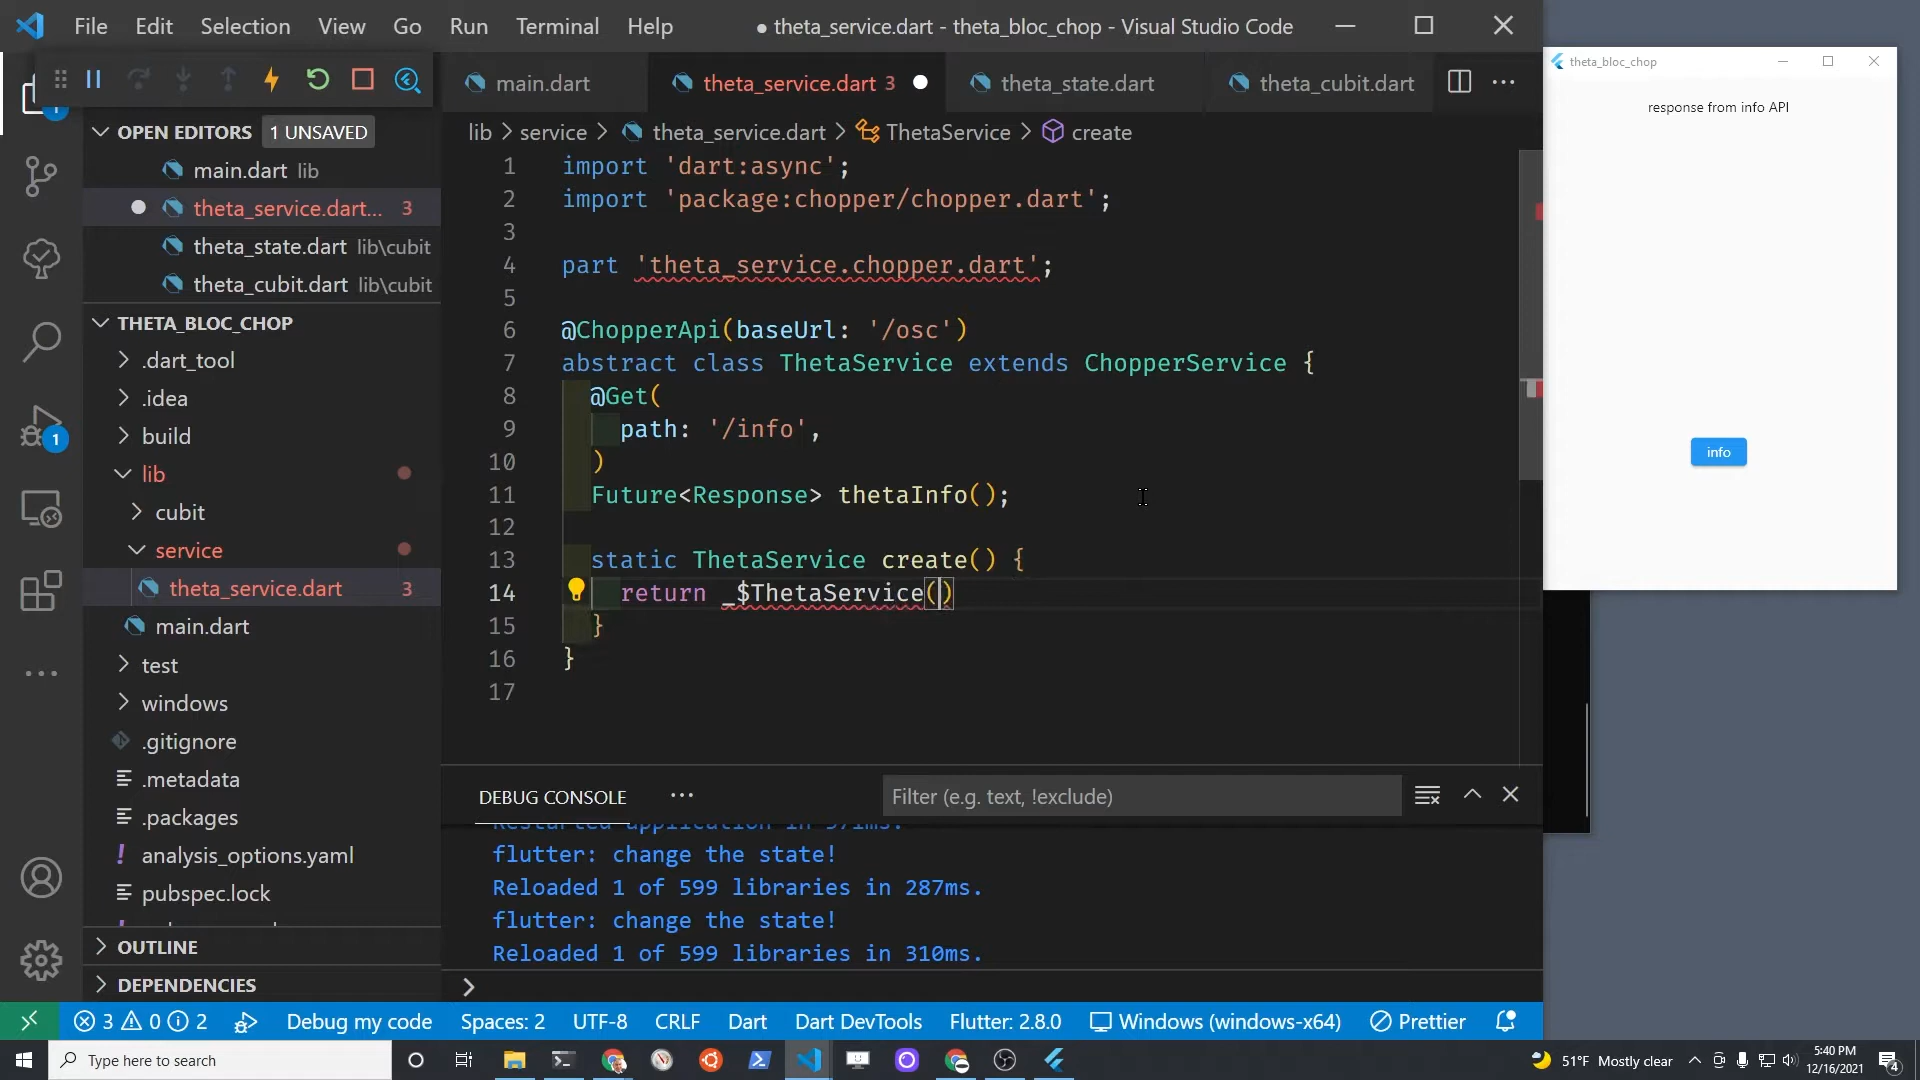 File Edit Selection View Go Run Terminal Help
● theta_service.dart - theta_bloc_chop - Visual Studio Code
main.dart
theta_service.dart 3
theta_state.dart
theta_cubit.dart
1
OPEN EDITORS 1 UNSAVED
main.dart lib
theta_service.dart... 3
theta_state.dart lib\cubit
theta_cubit.dart lib\cubit
THETA_BLOC_CHOP
.dart_tool
.idea
build
lib
cubit
service
theta_service.dart 3
main.dart
test
windows
.gitignore
.metadata
.packages
analysis_options.yaml
pubspec.lock
OUTLINE
DEPENDENCIES
1
lib > service > theta_service.dart > ThetaService > create
1 import 'dart:async';
2 import 'package:chopper/chopper.dart';
3
4 part 'theta_service.chopper.dart';
5
6 @ChopperApi(baseUrl: '/osc')
7 abstract class ThetaService extends ChopperService {
8 @Get(
9 path: '/info',
10 )
11 Future<Response> thetaInfo();
12
13 static ThetaService create() {
14 return _$ThetaService()
15 }
16 }
17
DEBUG CONSOLE
Filter (e.g. text, !exclude)
Restarted application in 971ms.
flutter: change the state!
Reloaded 1 of 599 libraries in 287ms.
flutter: change the state!
Reloaded 1 of 599 libraries in 310ms.
3 0 2 Debug my code Spaces: 2 UTF-8 CRLF Dart Dart DevTools Flutter: 2.8.0 Windows (windows-x64) Prettier
theta_bloc_chop
response from info API
info
Type here to search
51°F Mostly clear
5:40 PM
12/16/2021
4